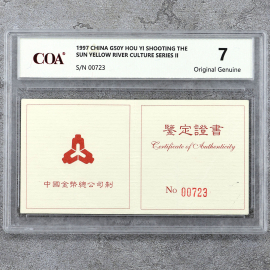 COA
1997 CHINA G50Y HOU YI SHOOTING THE
SUN YELLOW RIVER CULTURE SERIES II
S/N 00723
7
Original Genuine
中國金幣總公司制
鑒定證書
Certificate of Authenticity
No 00723